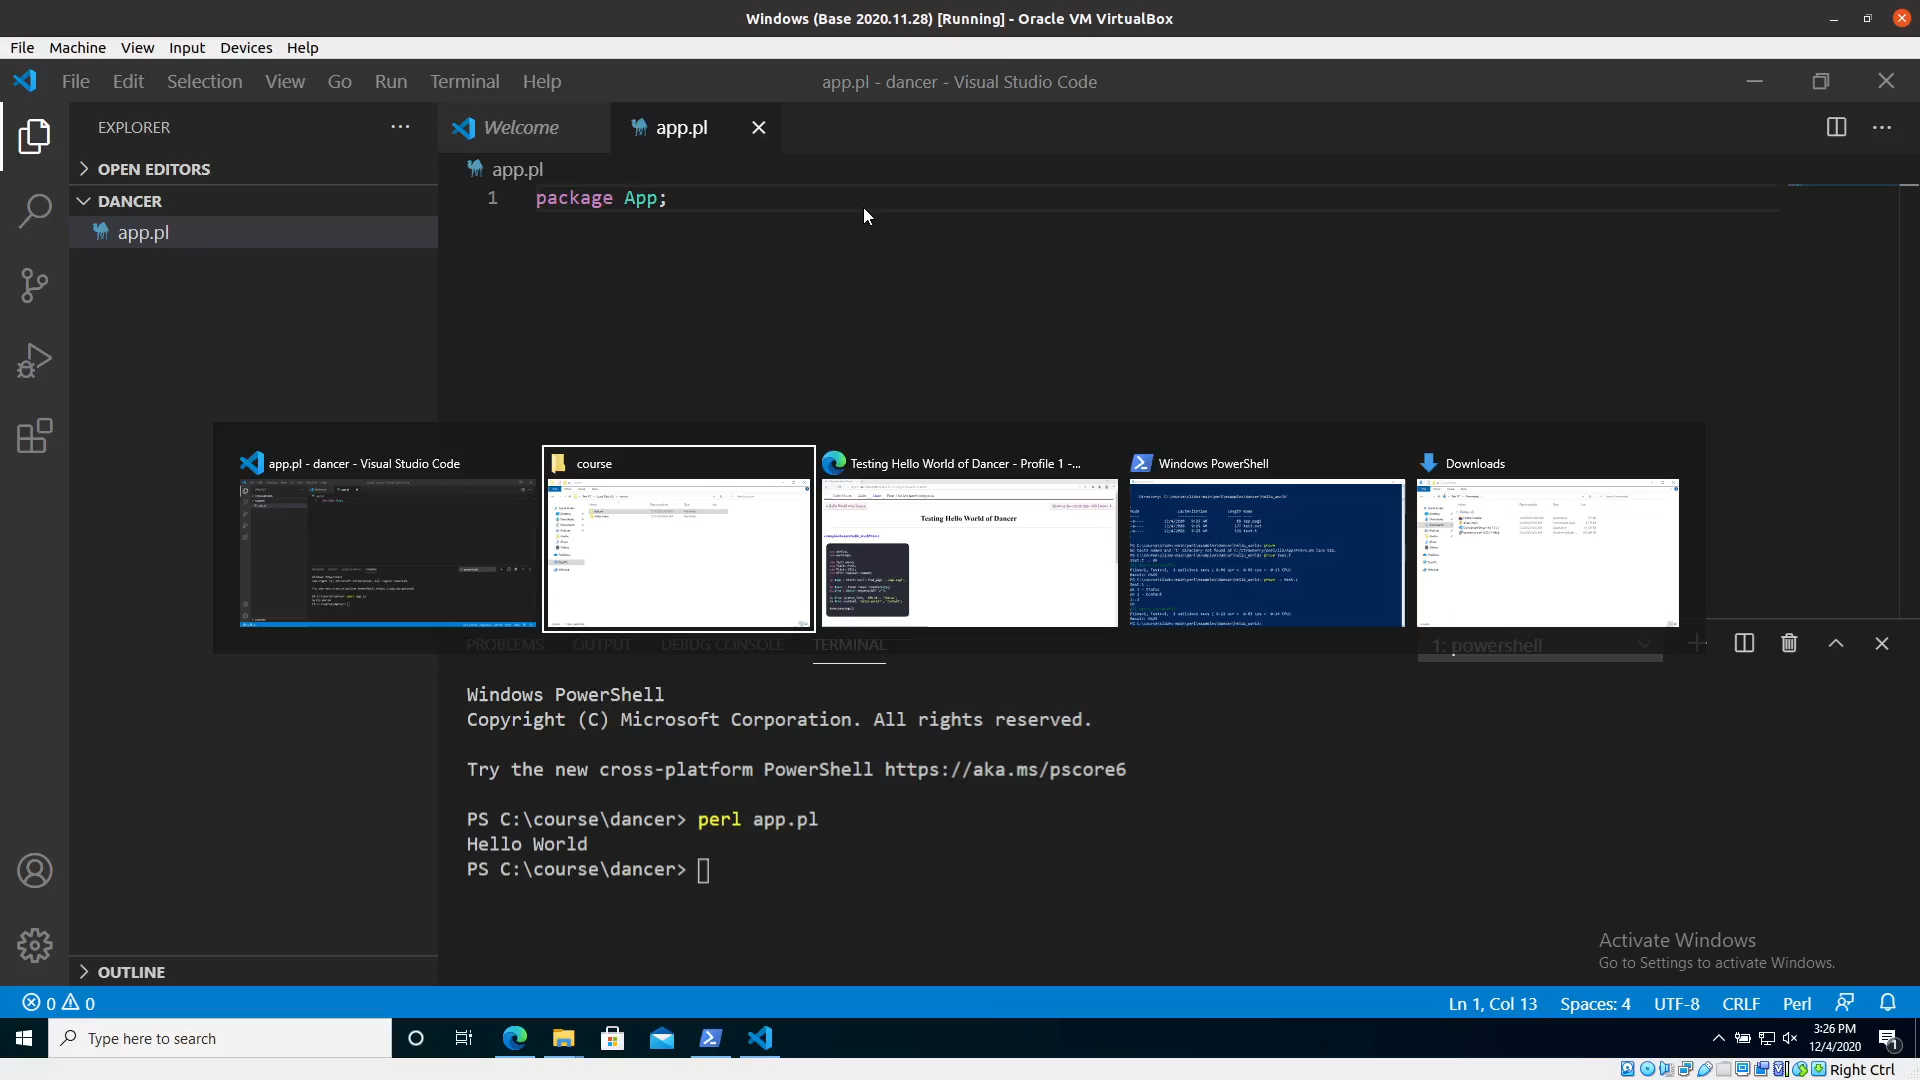 Windows (Base 2020.11.28) [Running] - Oracle VM VirtualBox
File Machine View Input Devices Help
File Edit Selection View Go Run Terminal Help
app.pl - dancer - Visual Studio Code
EXPLORER
Welcome
app.pl
OPEN EDITORS
app.pl
DANCER
app.pl
1 package App;
app.pl - dancer - Visual Studio Code
course
Testing Hello World of Dancer - Profile 1 -...
Windows PowerShell
Downloads
Testing Hello World of Dancer
PROBLEMS OUTPUT DEBUG CONSOLE TERMINAL
1: powershell
Windows PowerShell
Copyright (C) Microsoft Corporation. All rights reserved.
Try the new cross-platform PowerShell https://aka.ms/pscore6
PS C:\course\dancer> perl app.pl
Hello World
PS C:\course\dancer>
Activate Windows
Go to Settings to activate Windows.
OUTLINE
0 0
Ln 1, Col 13 Spaces: 4 UTF-8 CRLF Perl
Type here to search
3:26 PM
12/4/2020
1
Right Ctrl